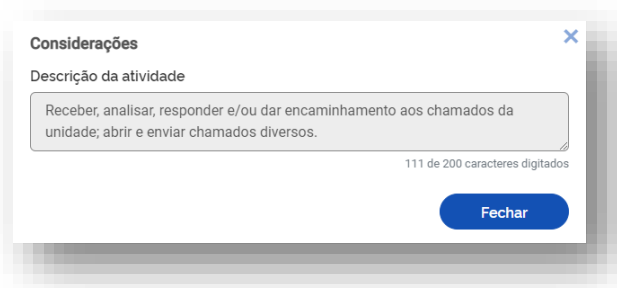 Considerações
Descrição da atividade
Receber, analisar, responder e/ou dar encaminhamento aos chamados da
unidade; abrir e enviar chamados diversos.
111 de 200 caracteres digitados
Fechar